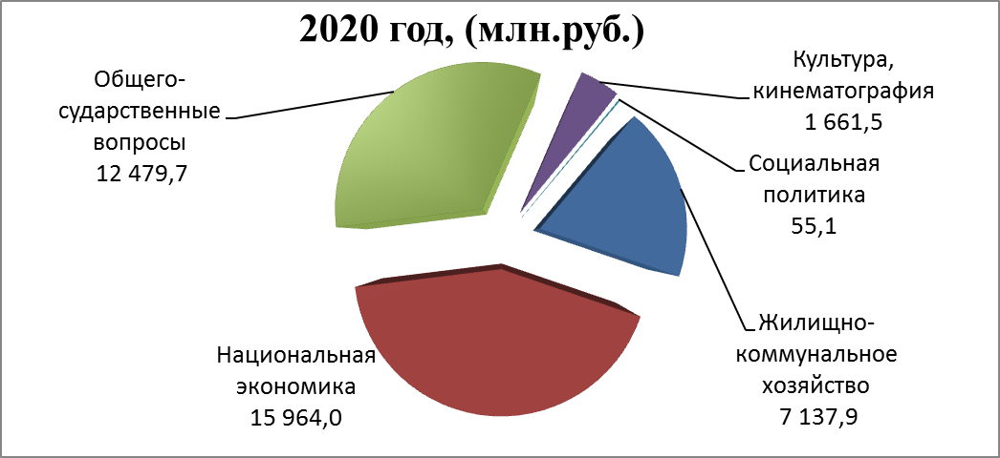 2020 год, (млн.руб.)
Общего-
сударственные
вопросы
12 479,7
Культура,
кинематография
1 661,5
Социальная
политика
55,1
Жилищно-
коммунальное
хозяйство
7 137,9
Национальная
экономика
15 964,0